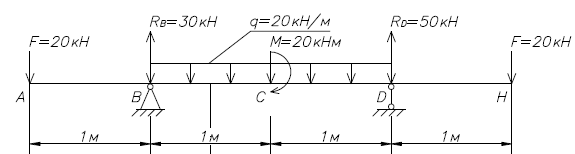 R_B=30кН q=20кН/м R_D=50кН
F=20кН M=20кНм F=20кН
A B C D H
1м 1м 1м 1м